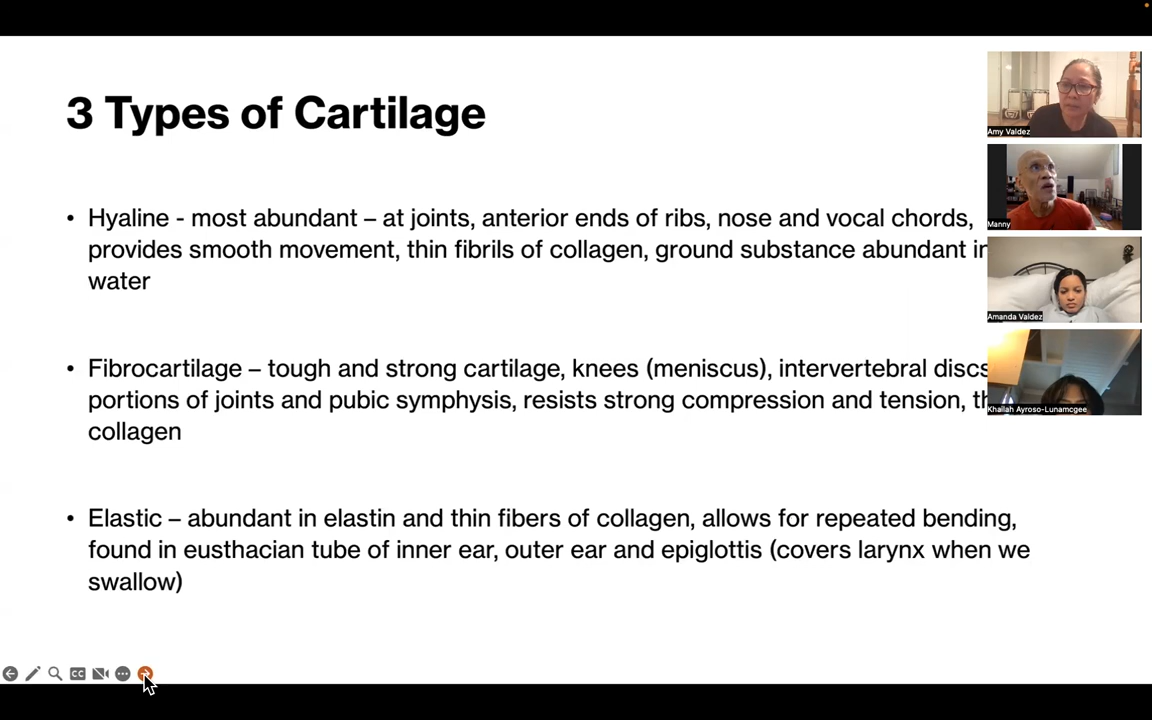 3 Types of Cartilage
• Hyaline - most abundant – at joints, anterior ends of ribs, nose and vocal chords,
provides smooth movement, thin fibrils of collagen, ground substance abundant in
water
• Fibrocartilage – tough and strong cartilage, knees (meniscus), intervertebral discs
portions of joints and pubic symphysis, resists strong compression and tension,
collagen
• Elastic – abundant in elastin and thin fibers of collagen, allows for repeated bending,
found in eusthacian tube of inner ear, outer ear and epiglottis (covers larynx when we
swallow)
Amy Valdez
Manny
Amanda Valdez
Khailah Ayroso-Lunamcgee
CC